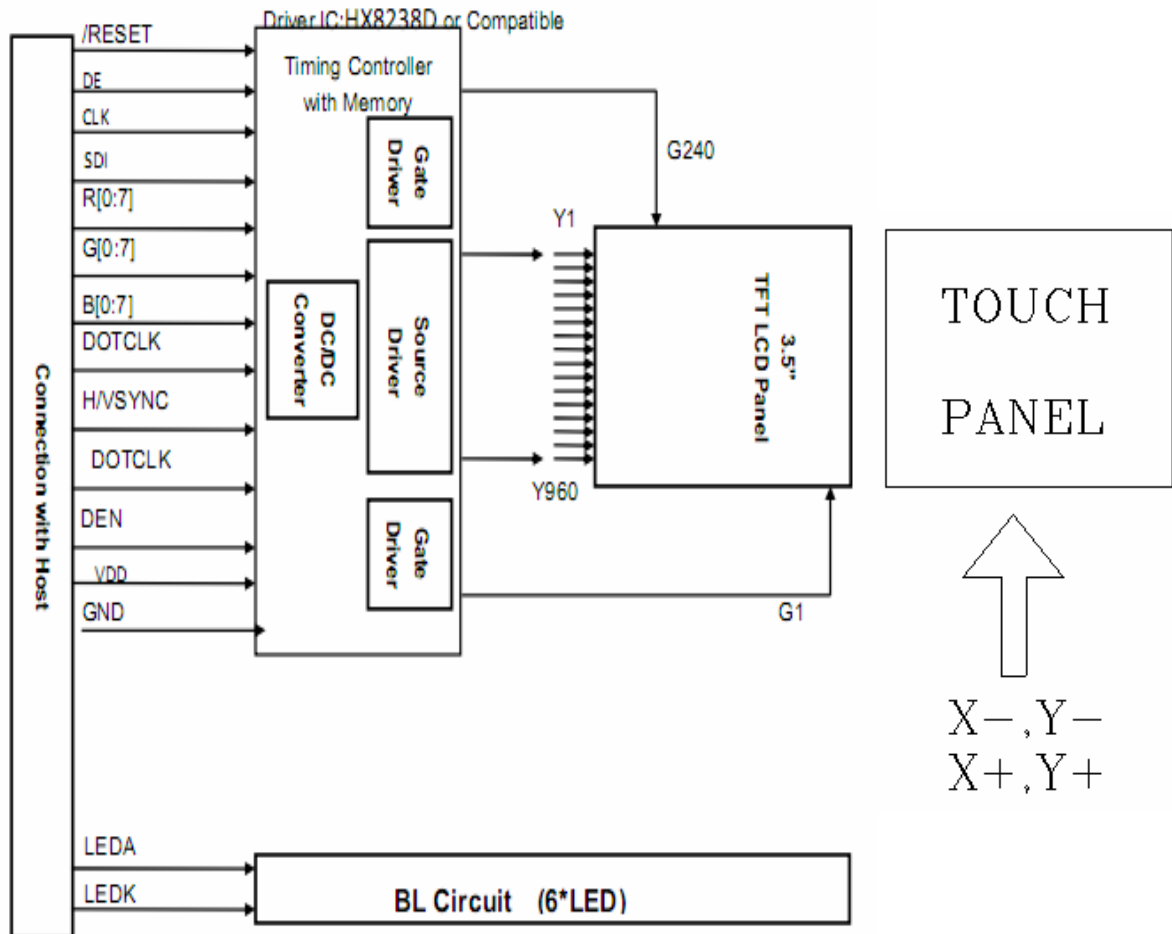 Driver IC:HX8238D or Compatible
/RESET
DE
CLK
SDI
R[0:7]
G[0:7]
B[0:7]
DOTCLK
H/VSYNC
DOTCLK
DEN
VDD
GND
Connection with Host
Timing Controller
with Memory
Gate
Driver
DC/DC
Converter
Source
Driver
Gate
Driver
G240
Y1
Y960
G1
3.5"
TFT LCD Panel
TOUCH
PANEL
X-,Y-
X+,Y+
LEDA
LEDK
BL Circuit (6*LED)